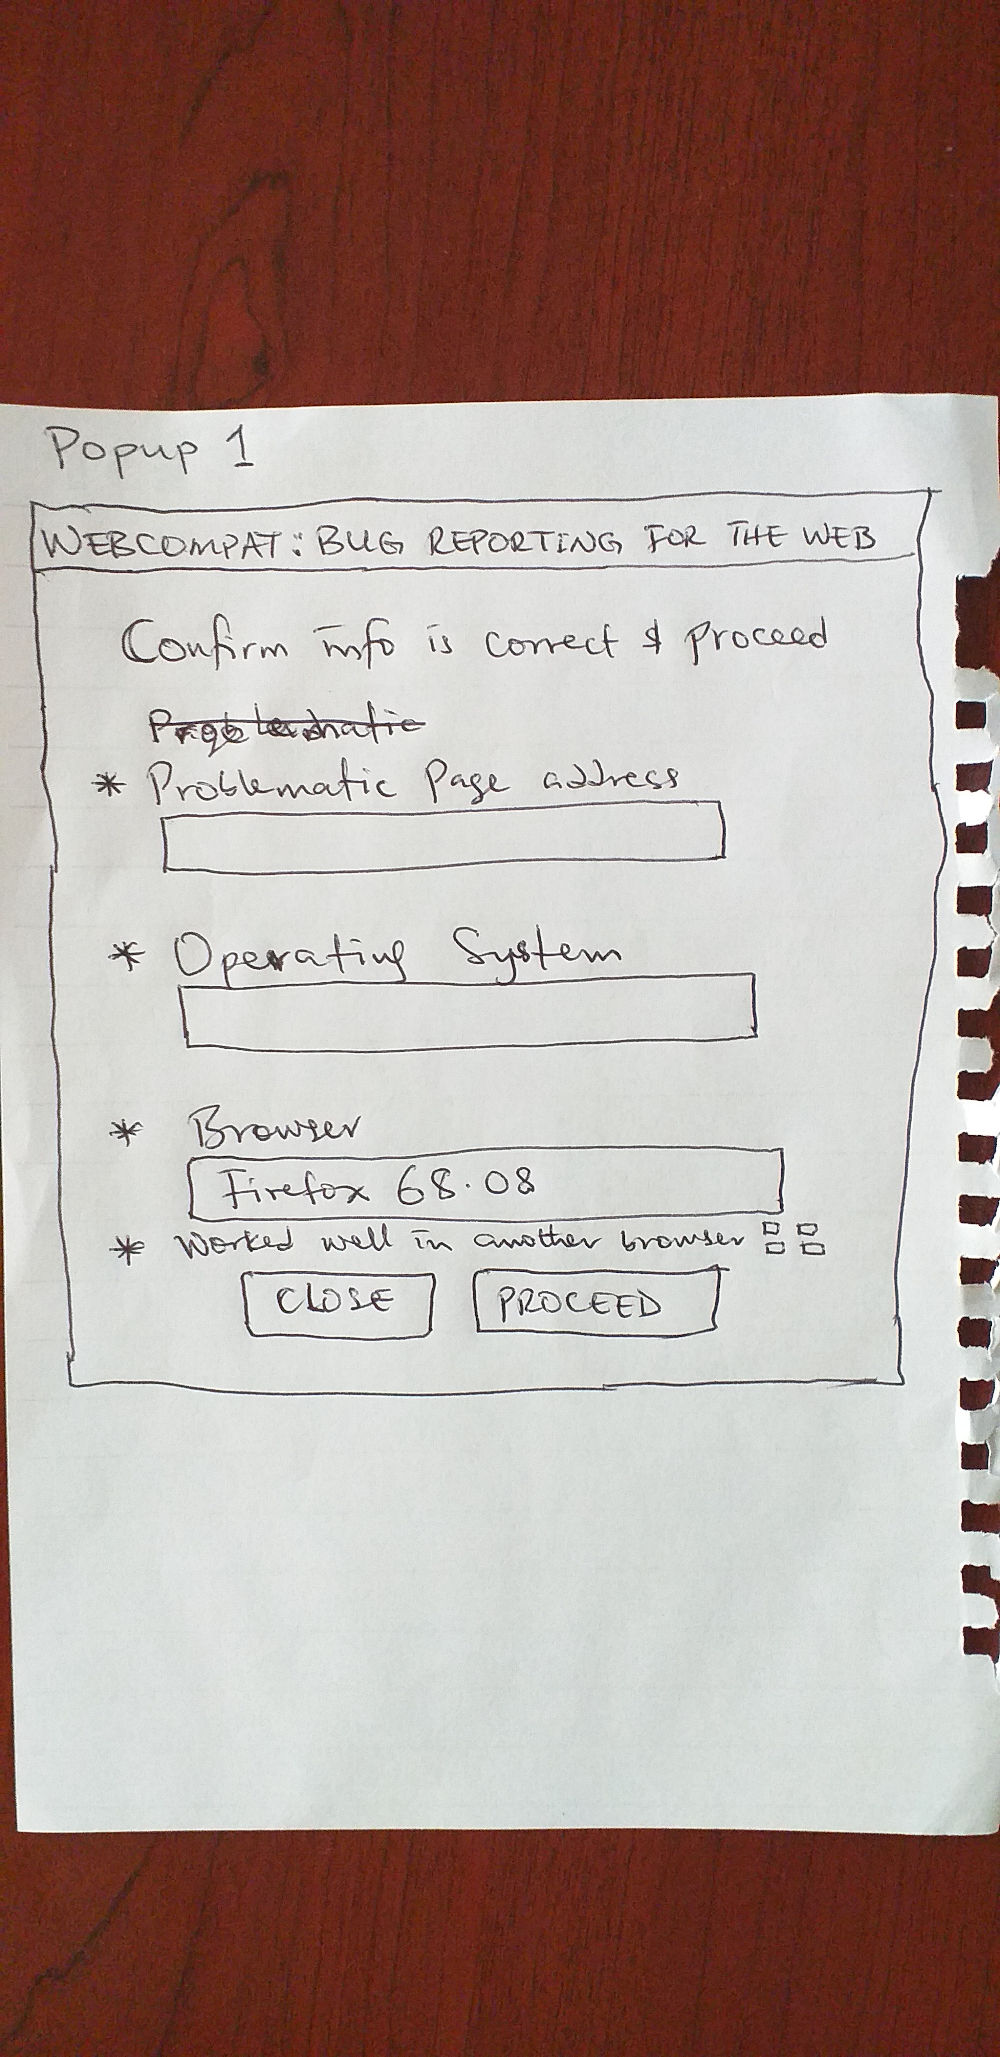 Popup 1
WEBCOMPAT: BUG REPORTING FOR THE WEB
Confirm info is correct & proceed
* Problematic Page address
* Operating System
* Browser
Firefox 68.08
* Worked well in another browser
CLOSE PROCEED